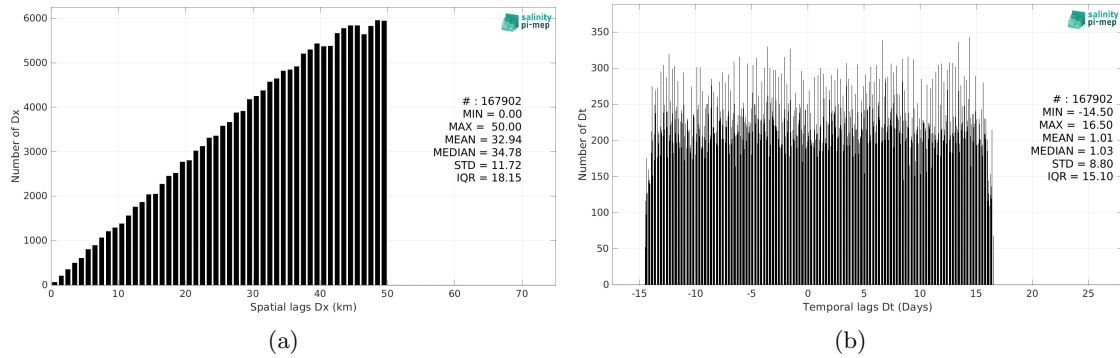 6000
5000
4000
3000
2000
1000
0
Number of Dx
salinity
pi-mep
# : 167902
MIN = 0.00
MAX = 50.00
MEAN = 32.94
MEDIAN = 34.78
STD = 11.72
IQR = 18.15
0 10 20 30 40 50 60 70
Spatial lags Dx (km)
(a)
350
300
250
200
150
100
50
0
Number of Dt
salinity
pi-mep
# : 167902
MIN = -14.50
MAX = 16.50
MEAN = 1.01
MEDIAN = 1.03
STD = 8.80
IQR = 15.10
-15 -10 -5 0 5 10 15 20 25
Temporal lags Dt (Days)
(b)